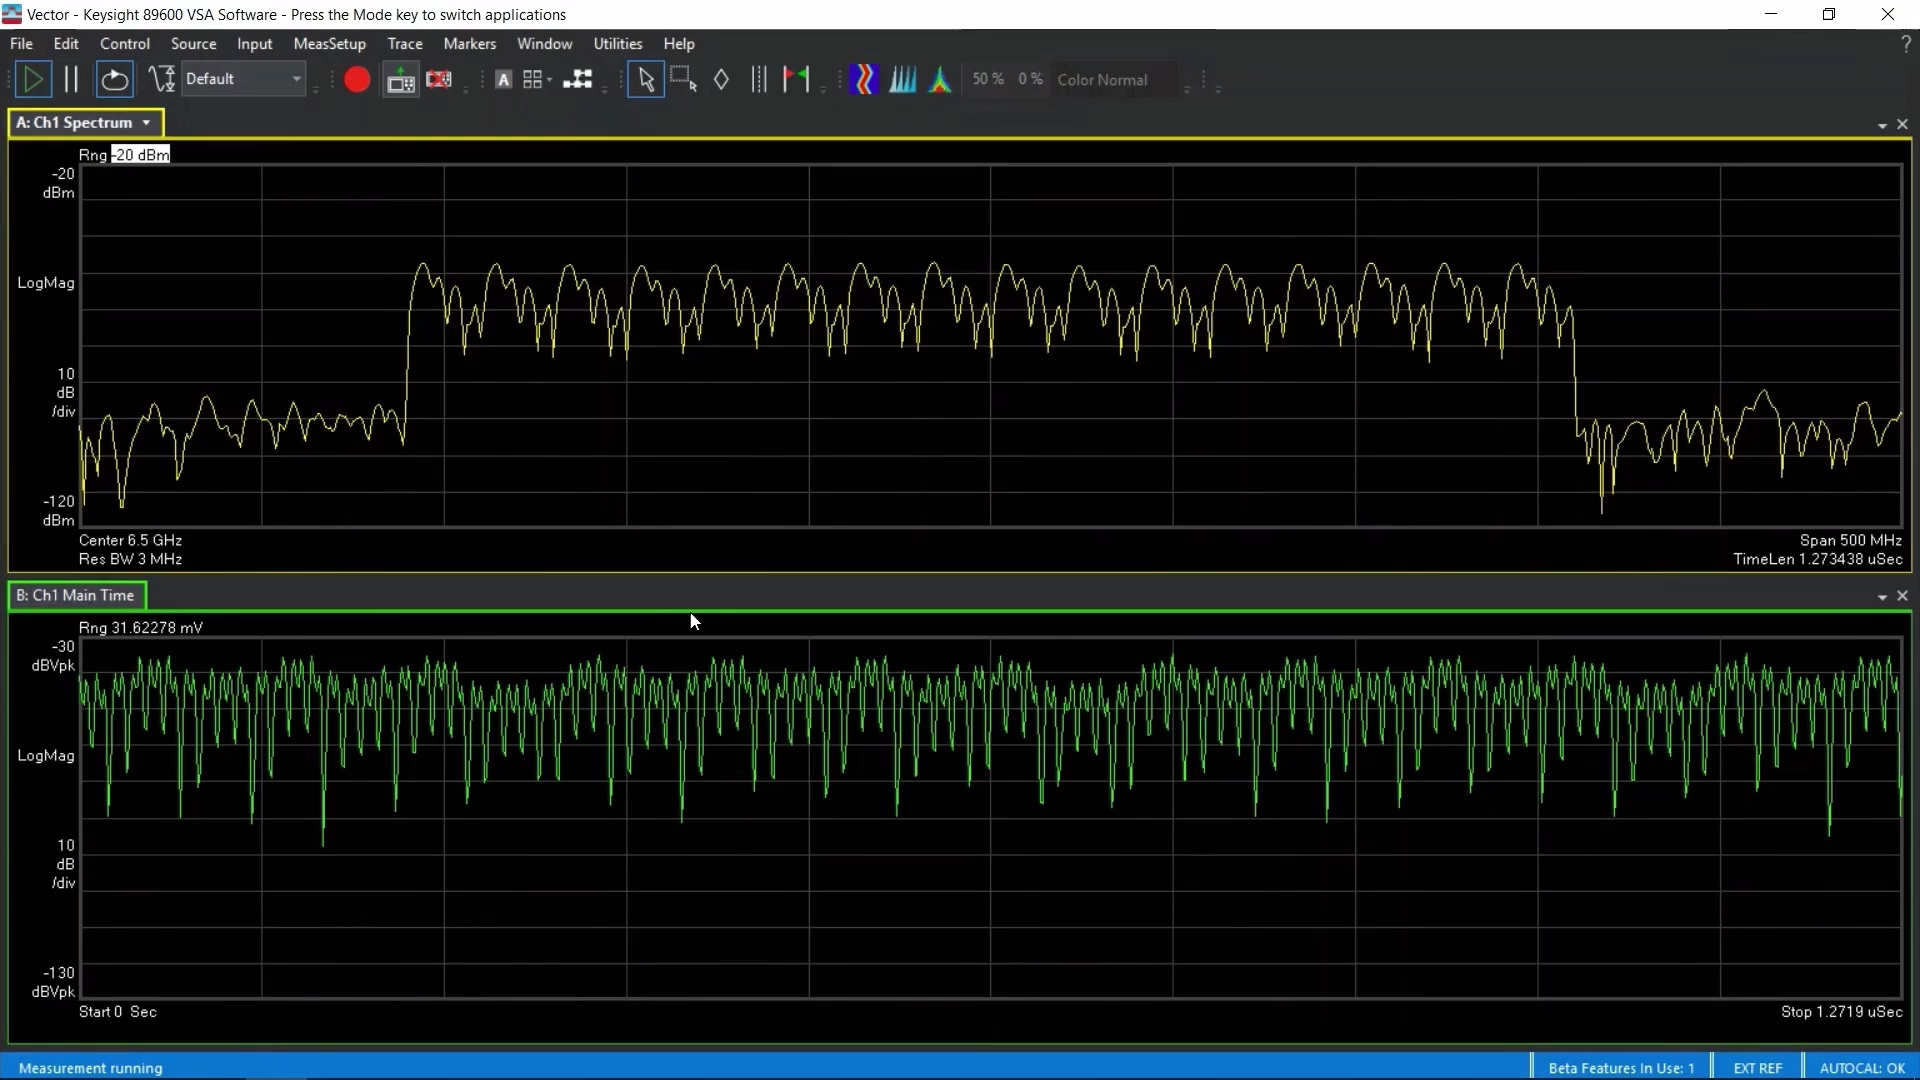 Vector - Keysight 89600 VSA Software - Press the Mode key to switch applications
File Edit Control Source Input MeasSetup Trace Markers Window Utilities Help ?
Default A 50 % 0 % Color Normal
A: Ch1 Spectrum
Rng -20 dBm
-20
dBm
LogMag
10
dB
/div
-120
dBm
Center 6.5 GHz Span 500 MHz
Res BW 3 MHz TimeLen 1.273438 uSec
B: Ch1 Main Time
Rng 31.62278 mV
-30
dBVpk
LogMag
10
dB
/div
-130
dBVpk
Start 0 Sec Stop 1.2719 uSec
Measurement running Beta Features In Use: 1 EXT REF AUTOCAL: OK